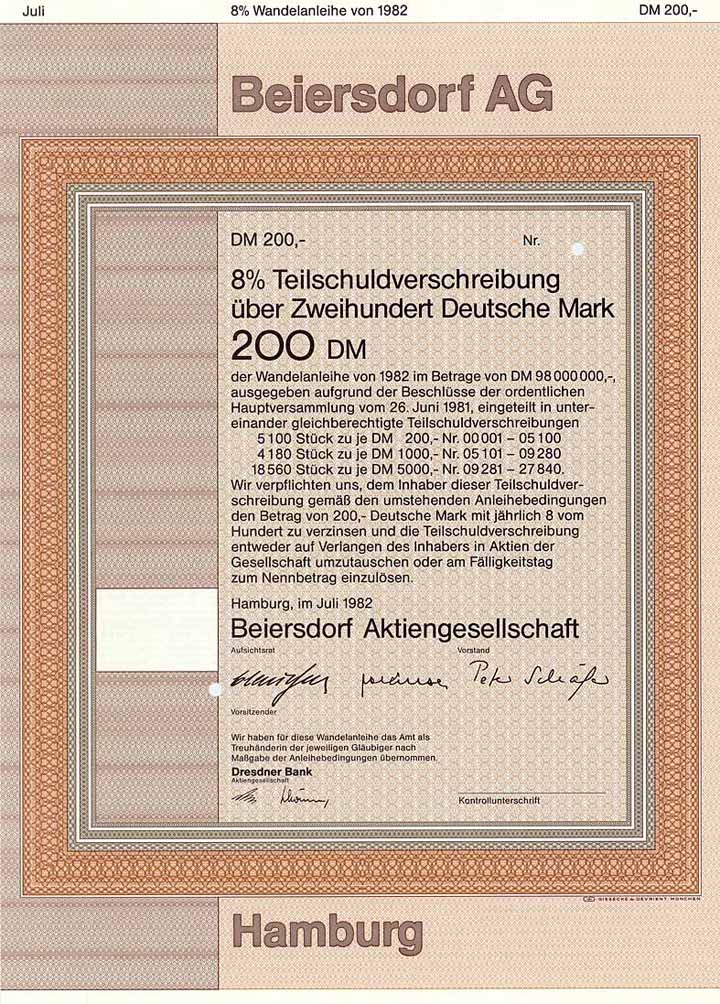 Juli 8% Wandelanleihe von 1982 DM 200,-
Beiersdorf AG
DM 200,- Nr.
8% Teilschuldverschreibung
über Zweihundert Deutsche Mark
200 DM
der Wandelanleihe von 1982 im Betrage von DM 98 000 000,-,
ausgegeben aufgrund der Beschlüsse der ordentlichen
Hauptversammlung vom 26. Juni 1981, eingeteilt in unter-
einander gleichberechtigte Teilschuldverschreibungen
5 100 Stück zu je DM 200,- Nr. 00 001 – 05 100
4 180 Stück zu je DM 1000,- Nr. 05 101 – 09 280
18 560 Stück zu je DM 5000,- Nr. 09 281 – 27 840.
Wir verpflichten uns, dem Inhaber dieser Teilschuldver-
schreibung gemäß den umstehenden Anleihebedingungen
den Betrag von 200,- Deutsche Mark mit jährlich 8 vom
Hundert zu verzinsen und die Teilschuldverschreibung
entweder auf Verlangen des Inhabers in Aktien der
Gesellschaft umzutauschen oder am Fälligkeitstag
zum Nennbetrag einzulösen.
Hamburg, im Juli 1982
Beiersdorf Aktiengesellschaft
Aufsichtsrat Vorstand
Peter Schäfer
Vorsitzender
Wir haben für diese Wandelanleihe das Amt als
Treuhänderin der jeweiligen Gläubiger nach
Maßgabe der Anleihebedingungen übernommen.
Dresdner Bank
Aktiengesellschaft
Kontrollunterschrift
GIESECKE & DEVRIENT, MÜNCHEN
Hamburg